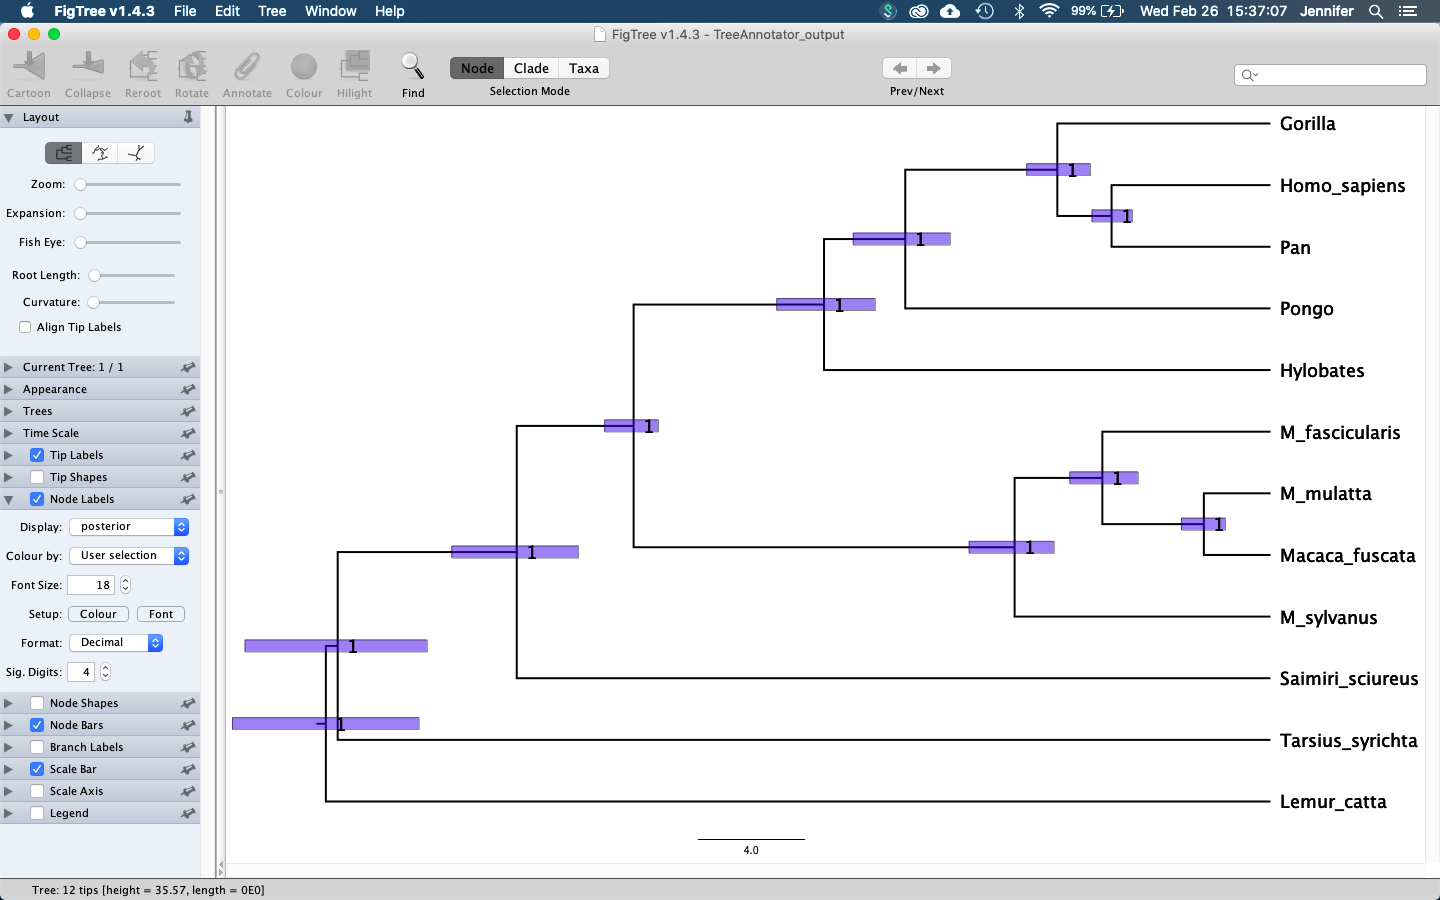 FigTree v1.4.3 File Edit Tree Window Help 99% Wed Feb 26 15:37:07 Jennifer
FigTree v1.4.3 - TreeAnnotator_output
Cartoon Collapse Reroot Rotate Annotate Colour Hilight Find
Node Clade Taxa
Selection Mode
Prev/Next
Layout
Zoom:
Expansion:
Fish Eye:
Root Length:
Curvature:
Align Tip Labels
Current Tree: 1 / 1
Appearance
Trees
Time Scale
Tip Labels
Tip Shapes
Node Labels
Display: posterior
Colour by: User selection
Font Size: 18
Setup: Colour Font
Format: Decimal
Sig. Digits: 4
Node Shapes
Node Bars
Branch Labels
Scale Bar
Scale Axis
Legend
Gorilla
1
Homo_sapiens
1
Pan
1
1
Pongo
Hylobates
1
M_fascicularis
1
M_mulatta
1
1
1
Macaca_fuscata
M_sylvanus
1
Saimiri_sciureus
1
Tarsius_syrichta
Lemur_catta
4.0
Tree: 12 tips [height = 35.57, length = 0E0]